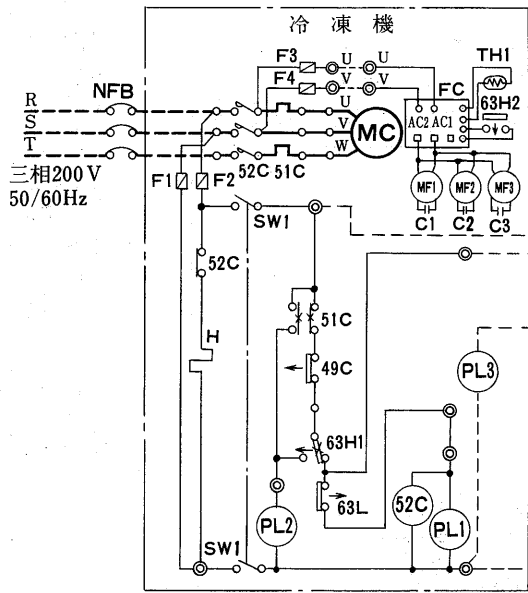 冷凍機
F3 U U
F4 V V
TH1
FC
63H2
NFB
R
S
T
U
V
W
MC
AC2 AC1
三相200V
50/60Hz
F1 F2
52C 51C
MF1 MF2 MF3
C1 C2 C3
SW1
52C
51C
H
49C
PL3
63H1
63L
52C
PL2
PL1
SW1